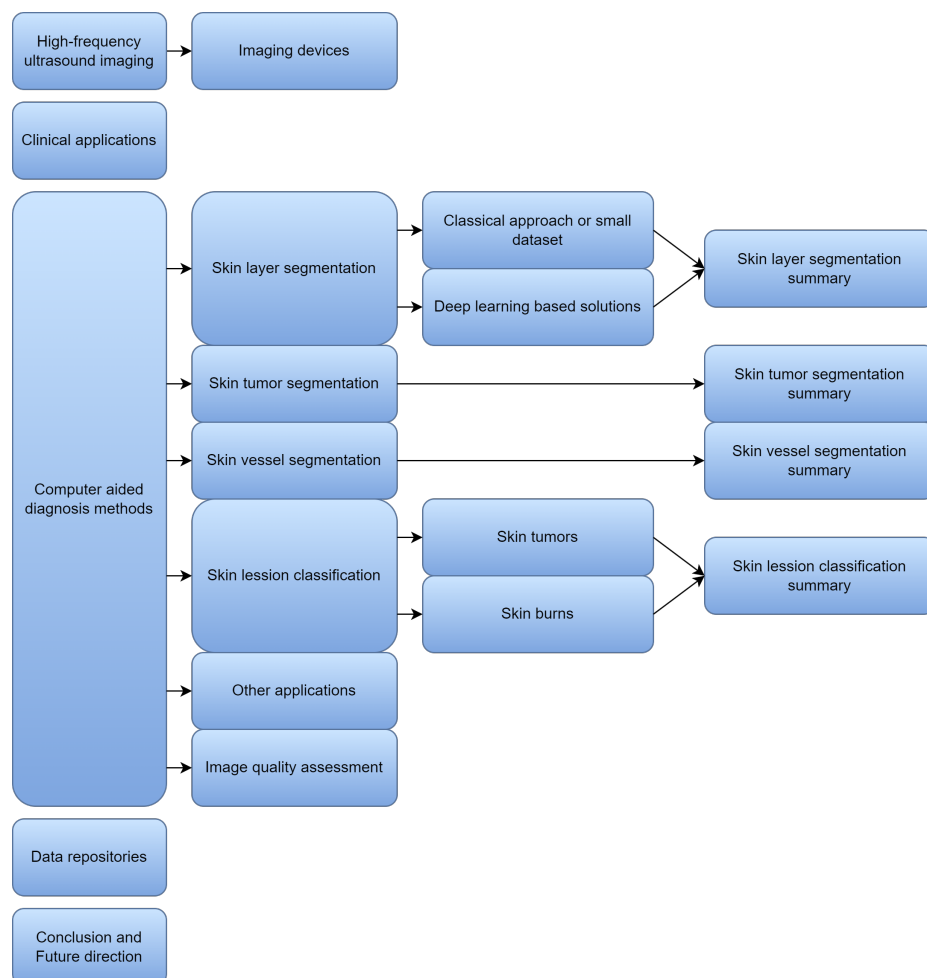 High-frequency
ultrasound imaging
Imaging devices
Clinical applications
Computer aided
diagnosis methods
Skin layer segmentation
Classical approach or small
dataset
Deep learning based solutions
Skin layer segmentation
summary
Skin tumor segmentation
Skin tumor segmentation
summary
Skin vessel segmentation
Skin vessel segmentation
summary
Skin lession classification
Skin tumors
Skin burns
Skin lession classification
summary
Other applications
Image quality assessment
Data repositories
Conclusion and
Future direction